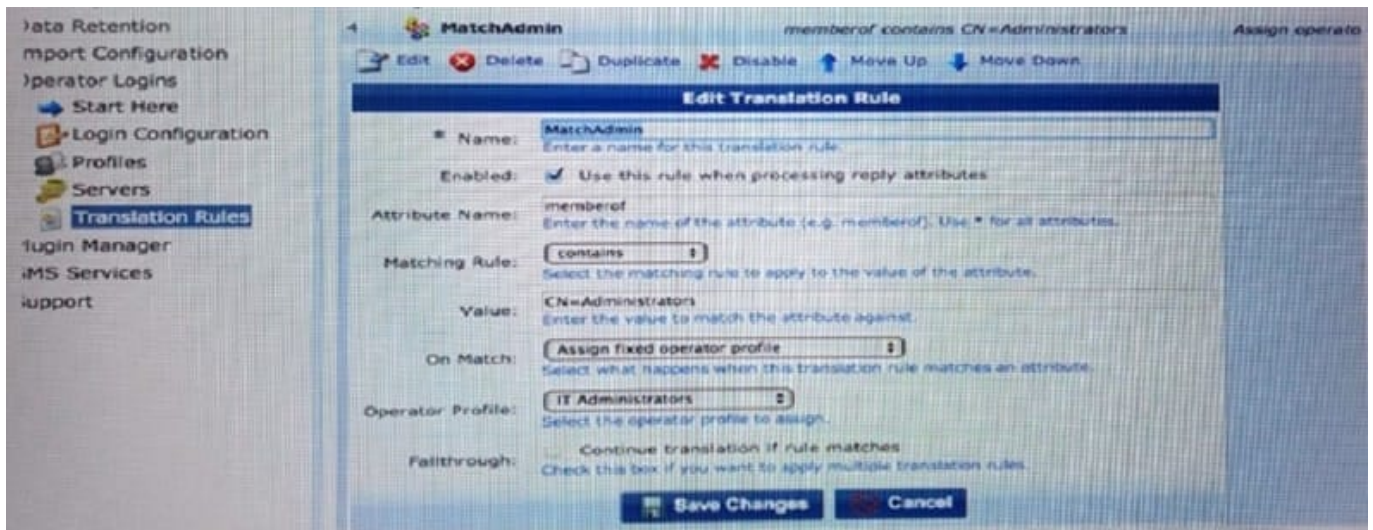 ata Retention
mport Configuration
perator Logins
Start Here
Login Configuration
Profiles
Servers
Translation Rules
lugin Manager
MS Services
upport
MatchAdmin memberof contains CN=Administrators Assign operato
Edit Delete Duplicate Disable Move Up Move Down
Edit Translation Rule
* Name: MatchAdmin
Enter a name for this translation rule.
Enabled: Use this rule when processing reply attributes
Attribute Name: memberof
Enter the name of the attribute (e.g. memberof). Use * for all attributes.
Matching Rule: contains
Select the matching rule to apply to the value of the attribute.
Value: CN=Administrators
Enter the value to match the attribute against.
On Match: Assign fixed operator profile
Select what happens when this translation rule matches an attribute.
Operator Profile: IT Administrators
Select the operator profile to assign.
Fallthrough: Continue translation if rule matches
Check this box if you want to apply multiple translation rules.
Save Changes Cancel